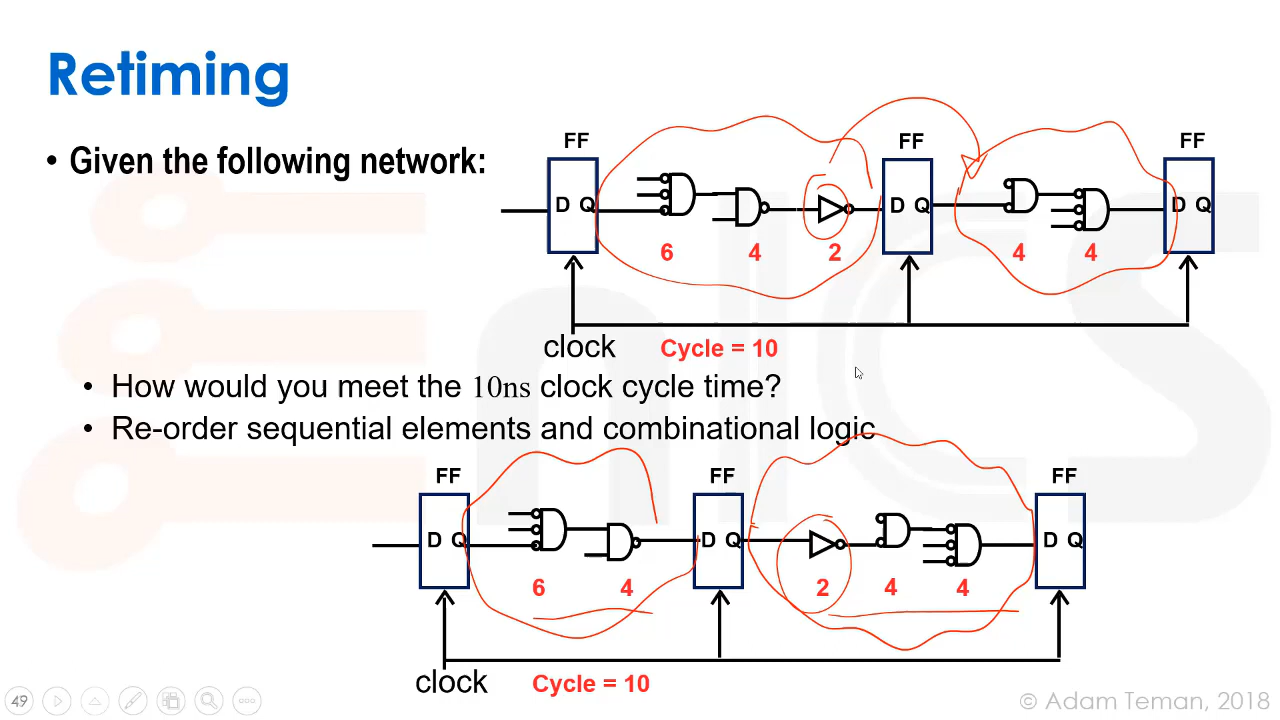 Retiming
• Given the following network:
FF FF FF
D Q D Q D Q
6 4 2 4 4
clock Cycle = 10
• How would you meet the 10ns clock cycle time?
• Re-order sequential elements and combinational logic
FF FF FF
D Q D Q D Q
6 4 2 4 4
clock Cycle = 10
nics
49
© Adam Teman, 2018